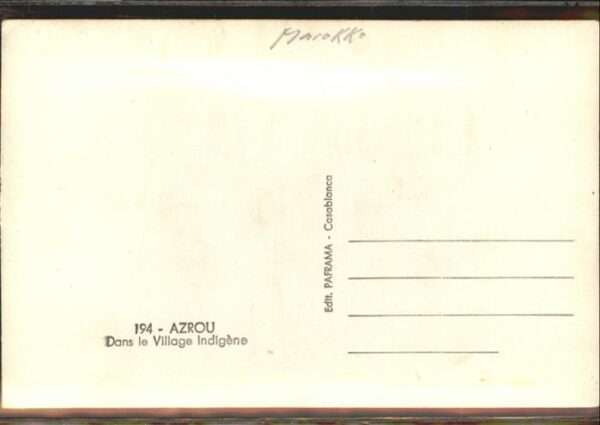 Marokko
Edit. PAFRAMA - Casablanca
194 - AZROU
Dans le Village Indigène